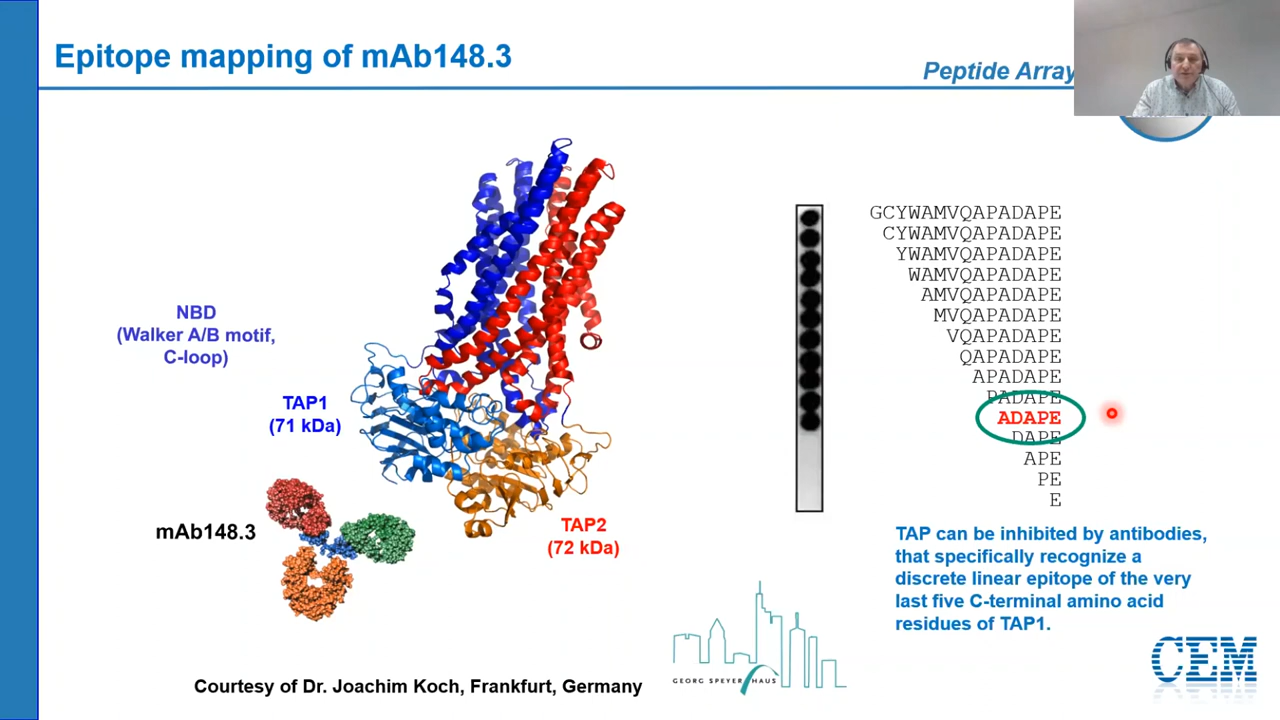 Epitope mapping of mAb148.3
Peptide Array
NBD
(Walker A/B motif,
C-loop)
TAP1
(71 kDa)
mAb148.3
TAP2
(72 kDa)
GCYWAMVQAPADAPE
CYWAMVQAPADAPE
YWAMVQAPADAPE
WAMVQAPADAPE
AMVQAPADAPE
MVQAPADAPE
VQAPADAPE
QAPADAPE
APADAPE
PADAPE
ADAPE
DAPE
APE
PE
E
TAP can be inhibited by antibodies,
that specifically recognize a
discrete linear epitope of the very
last five C-terminal amino acid
residues of TAP1.
GEORG SPEYER HAUS
CEM
Courtesy of Dr. Joachim Koch, Frankfurt, Germany